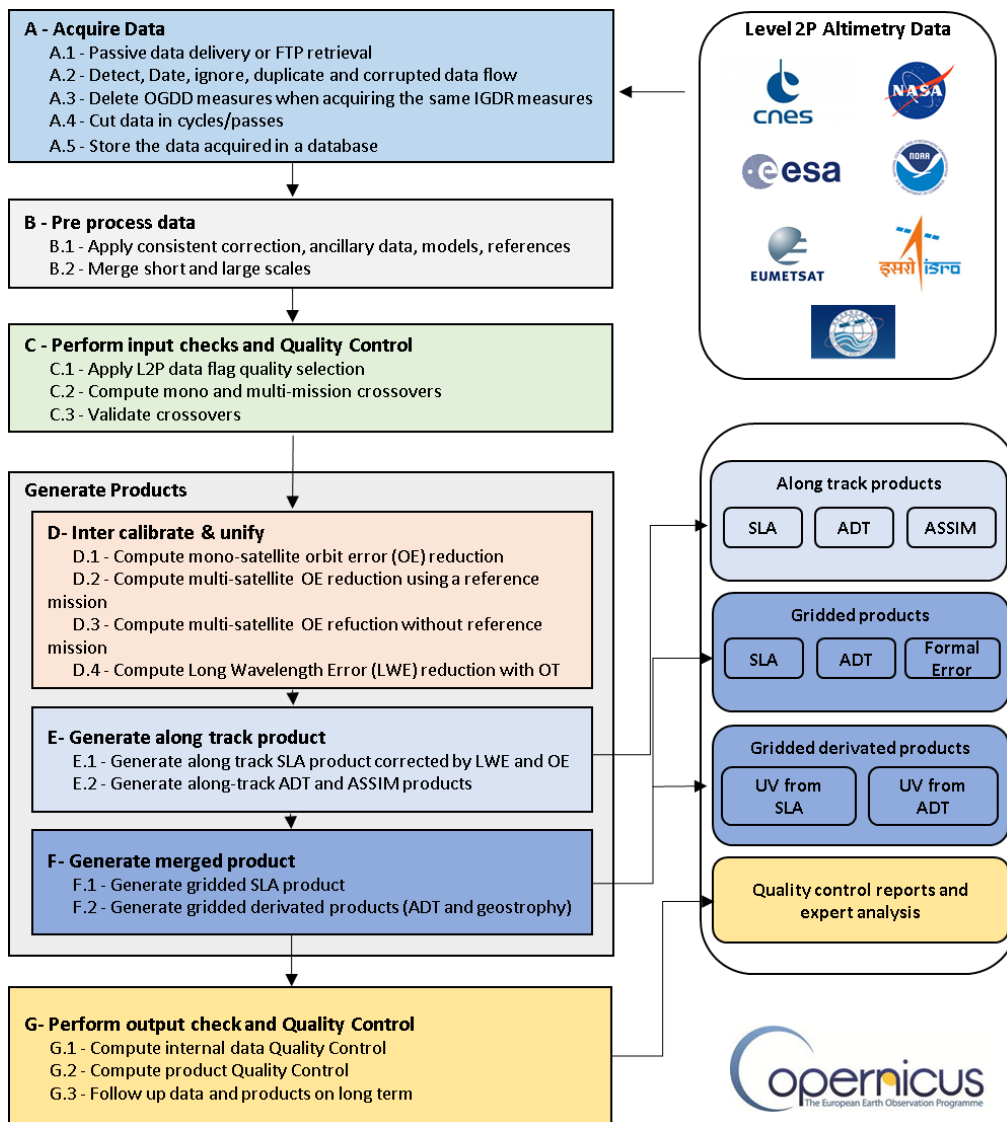 A - Acquire Data
A.1 - Passive data delivery or FTP retrieval
A.2 - Detect, Date, ignore, duplicate and corrupted data flow
A.3 - Delete OGDD measures when acquiring the same IGDR measures
A.4 - Cut data in cycles/passes
A.5 - Store the data acquired in a database
Level 2P Altimetry Data
cnes
NASA
esa
NOAA
EUMETSAT
इसरो isro
B - Pre process data
B.1 - Apply consistent correction, ancillary data, models, references
B.2 - Merge short and large scales
C - Perform input checks and Quality Control
C.1 - Apply L2P data flag quality selection
C.2 - Compute mono and multi-mission crossovers
C.3 - Validate crossovers
Generate Products
D- Inter calibrate & unify
D.1 - Compute mono-satellite orbit error (OE) reduction
D.2 - Compute multi-satellite OE reduction using a reference
mission
D.3 - Compute multi-satellite OE refuction without reference
mission
D.4 - Compute Long Wavelength Error (LWE) reduction with OT
E- Generate along track product
E.1 - Generate along track SLA product corrected by LWE and OE
E.2 - Generate along-track ADT and ASSIM products
F- Generate merged product
F.1 - Generate gridded SLA product
F.2 - Generate gridded derivated products (ADT and geostrophy)
G- Perform output check and Quality Control
G.1 - Compute internal data Quality Control
G.2 - Compute product Quality Control
G.3 - Follow up data and products on long term
Along track products
SLA
ADT
ASSIM
Gridded products
SLA
ADT
Formal
Error
Gridded derivated products
UV from
SLA
UV from
ADT
Quality control reports and
expert analysis
opernicus
The European Earth Observation Programme